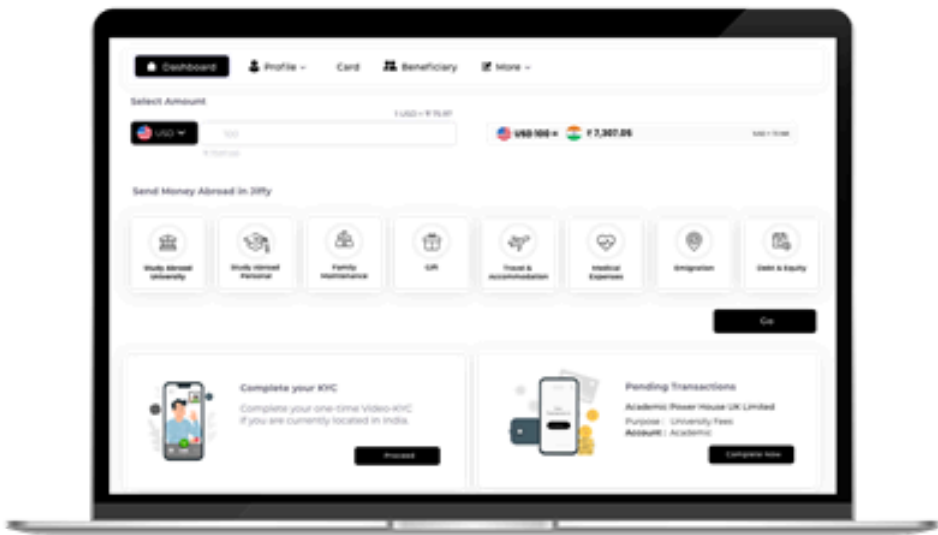 Dashboard
Profile
Card
Beneficiary
More
Select Amount
USD
100
USD 100 =
₹ 7,307.05
Send Money Abroad in Jiffy
Study Abroad
University
Study Abroad
Personal
Family
Maintenance
Gift
Travel &
Accommodation
Medical
Expenses
Emigration
Debt & Equity
Go
Complete your KYC
Complete your one-time Video-KYC
if you are currently located in India.
Proceed
Pending Transactions
Academic Power House UK Limited
Purpose : University Fees
Account : Academic
Complete Now